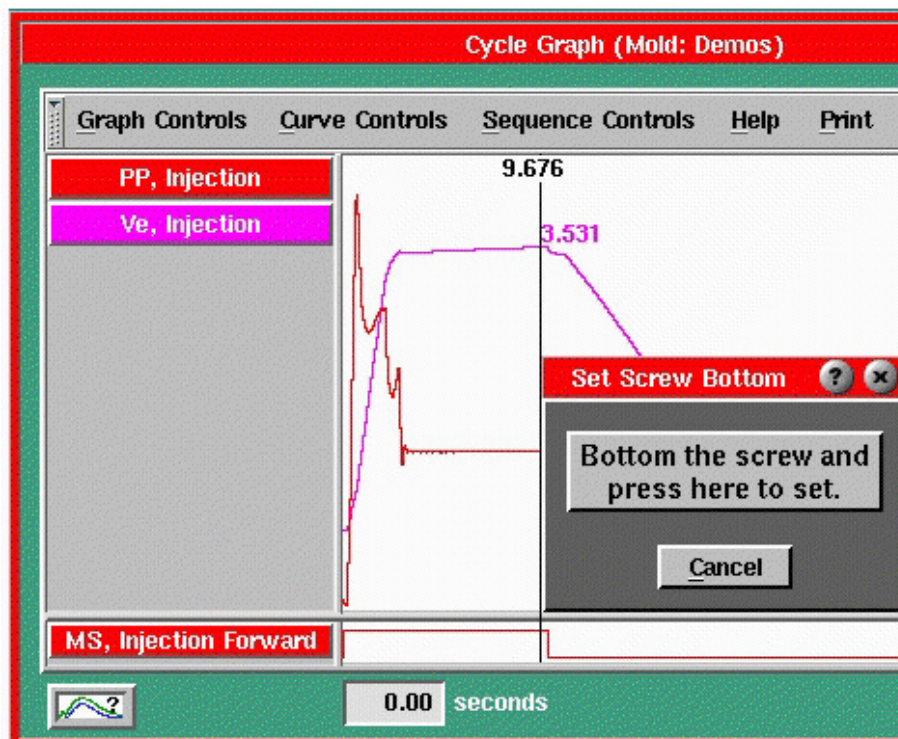 Cycle Graph (Mold: Demos)
Graph Controls Curve Controls Sequence Controls Help Print
PP, Injection
Ve, Injection
9.676
3.531
Set Screw Bottom ? ×
Bottom the screw and
press here to set.
Cancel
MS, Injection Forward
?
0.00 seconds